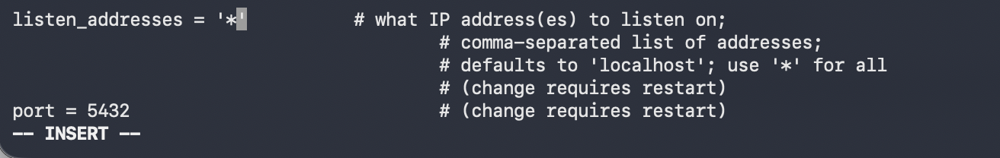 listen_addresses = '*'          # what IP address(es) to listen on;
                                        # comma-separated list of addresses;
                                        # defaults to 'localhost'; use '*' for all
                                        # (change requires restart)
port = 5432                             # (change requires restart)
-- INSERT --